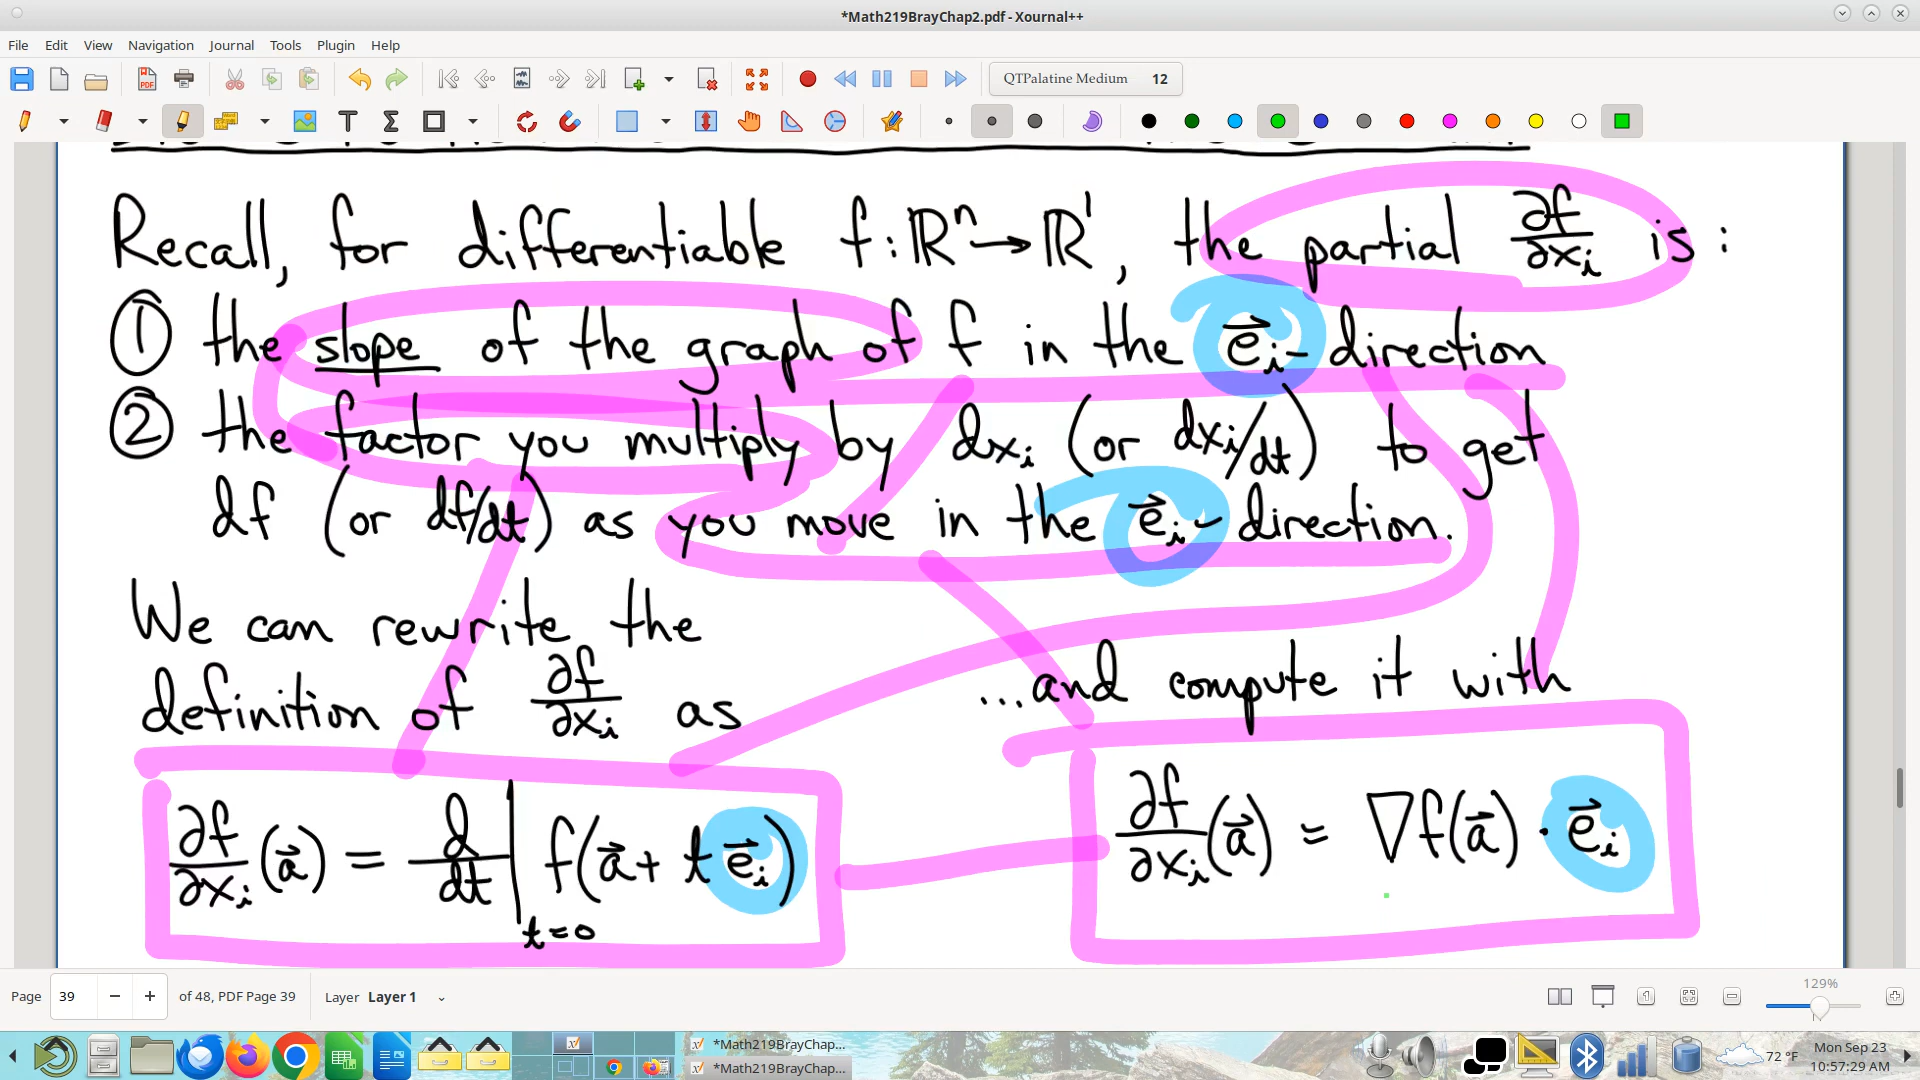 *Math219BrayChap2.pdf - Xournal++
File Edit View Navigation Journal Tools Plugin Help
QTPalatine Medium 12
Recall, for differentiable f: ℝⁿ → ℝ¹, the partial ∂f/∂xᵢ is:
① the slope of the graph of f in the e⃗ᵢ-direction
② the factor you multiply by dxᵢ (or dxᵢ/dt) to get
df (or df/dt) as you move in the e⃗ᵢ-direction.
We can rewrite the
definition of ∂f/∂xᵢ as
...and compute it with
∂f/∂xᵢ (a⃗) = d/dt |t=0 f(a⃗ + t e⃗ᵢ)
∂f/∂xᵢ (a⃗) = ∇f(a⃗) · e⃗ᵢ
Page 39 of 48, PDF Page 39 Layer Layer 1
129%
*Math219BrayChap...
*Math219BrayChap...
72 °F
Mon Sep 23
10:57:29 AM